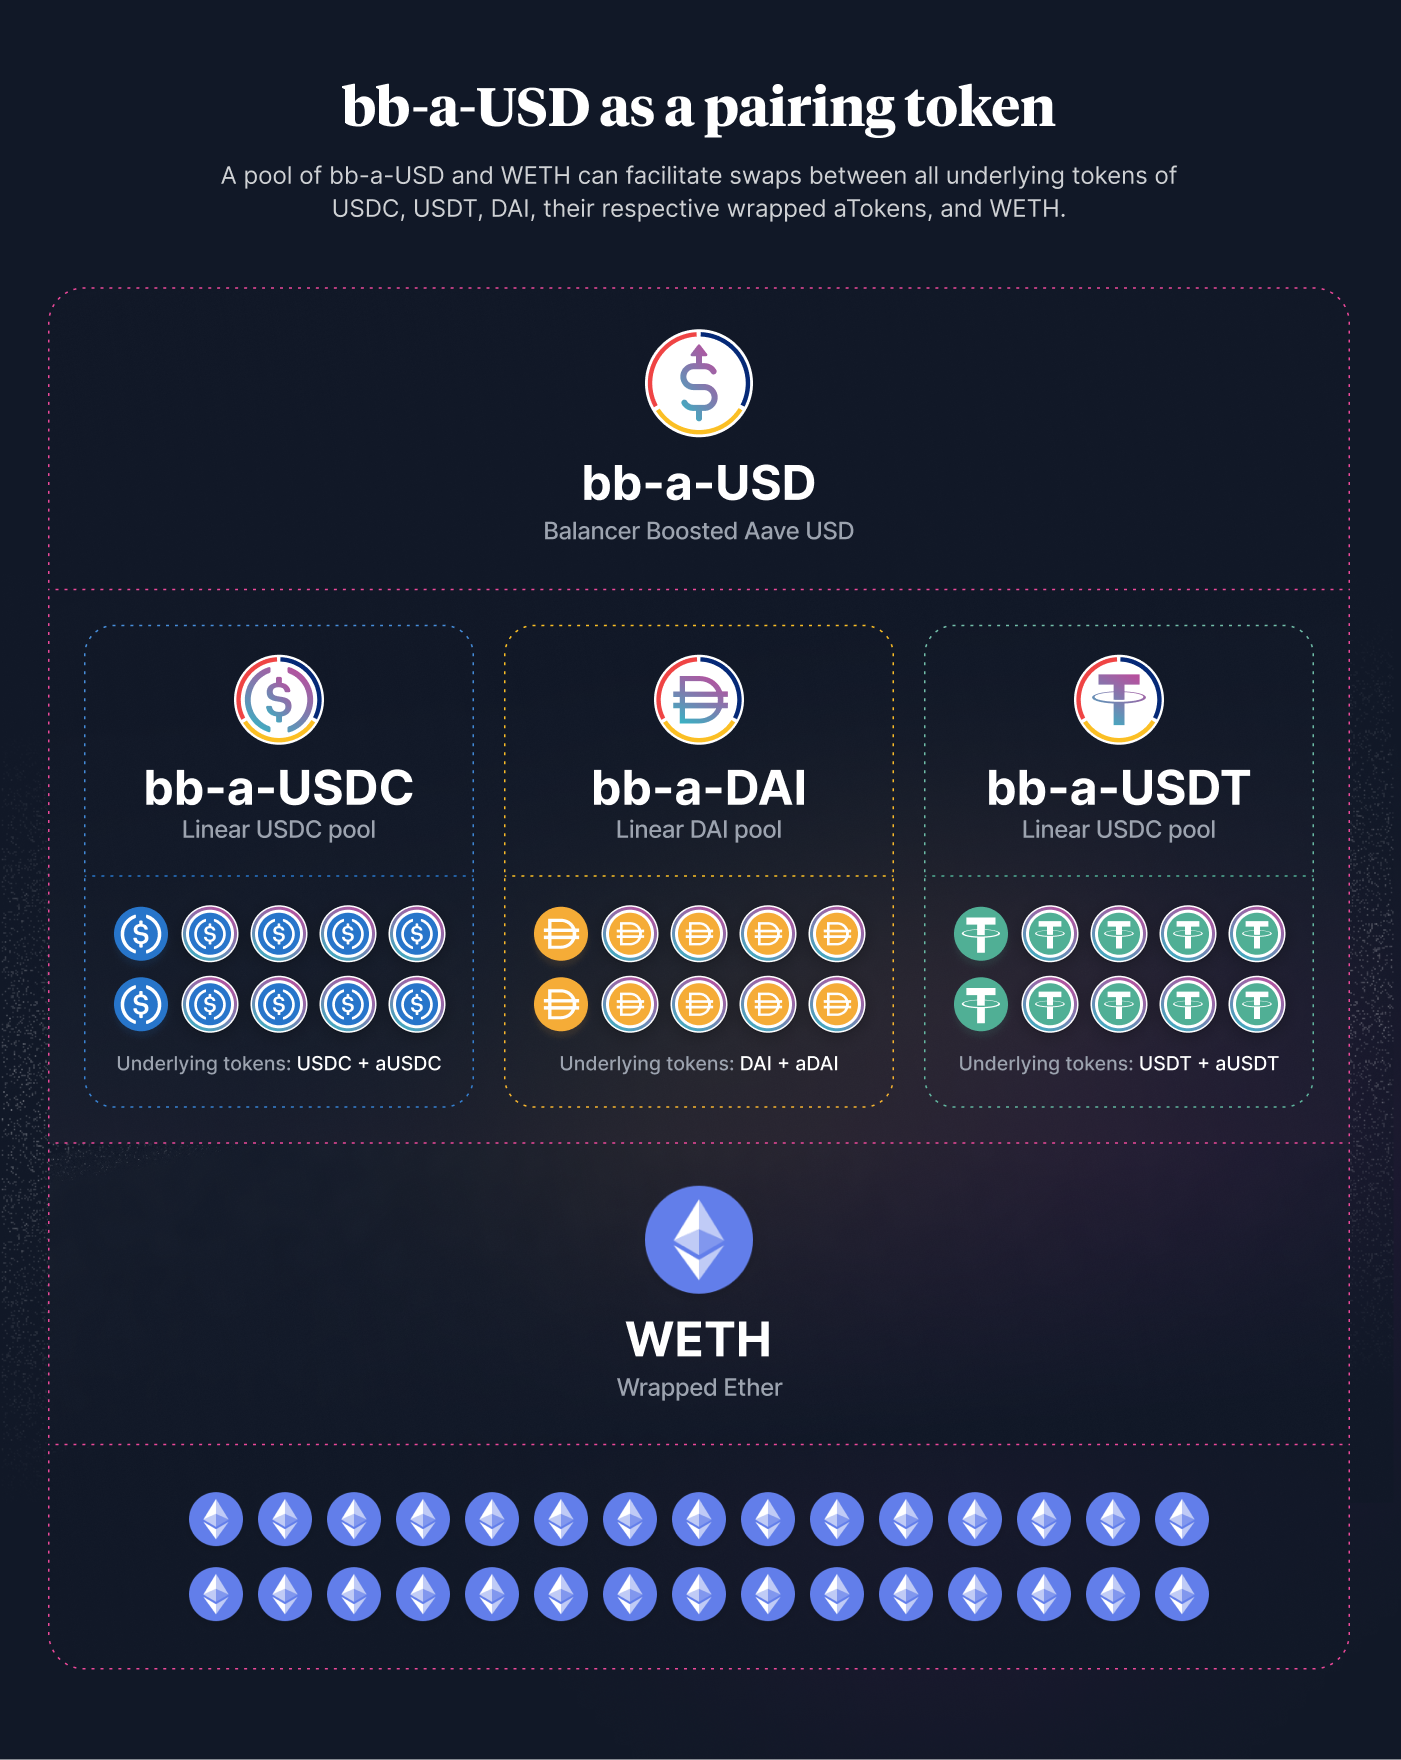 bb-a-USD as a pairing token
A pool of bb-a-USD and WETH can facilitate swaps between all underlying tokens of
USDC, USDT, DAI, their respective wrapped aTokens, and WETH.
bb-a-USD
Balancer Boosted Aave USD
bb-a-USDC
Linear USDC pool
Underlying tokens: USDC + aUSDC
bb-a-DAI
Linear DAI pool
Underlying tokens: DAI + aDAI
bb-a-USDT
Linear USDC pool
Underlying tokens: USDT + aUSDT
WETH
Wrapped Ether